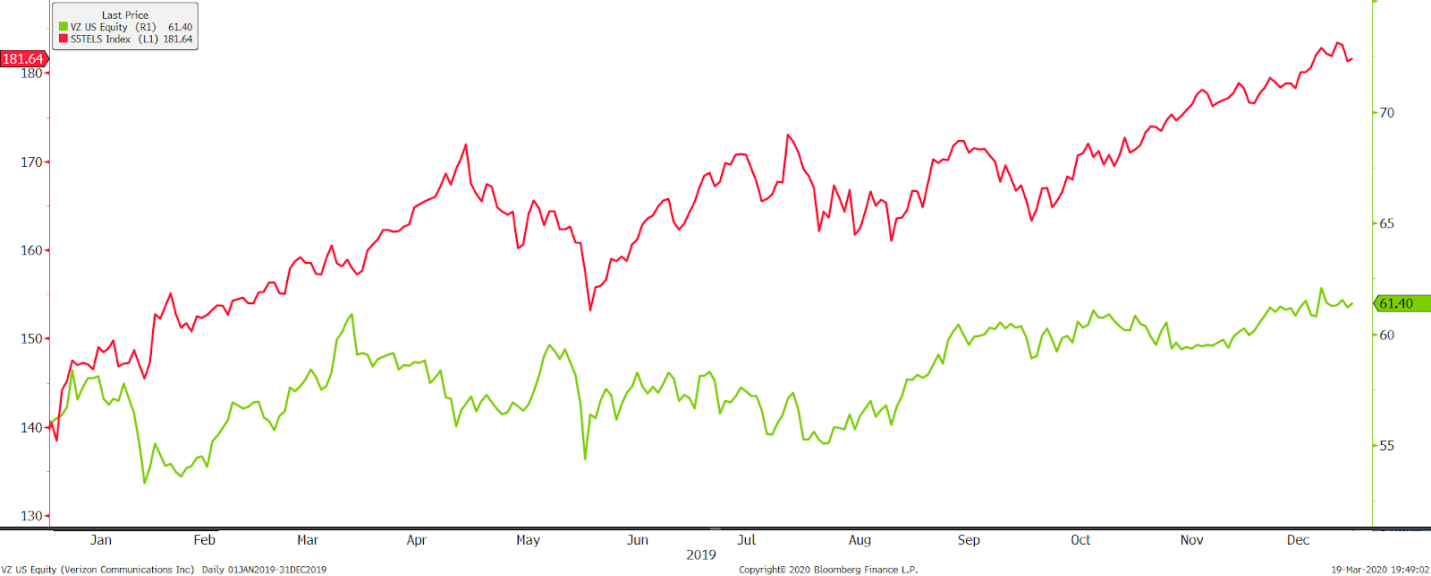 Last Price
VZ US Equity (R1) 61.40
S5TELS Index (L1) 181.64
181.64
180
170
160
150
140
130
70
65
61.40
60
55
Jan Feb Mar Apr May Jun Jul Aug Sep Oct Nov Dec
2019
VZ US Equity (Verizon Communications Inc) Daily 01JAN2019-31DEC2019 Copyright© 2020 Bloomberg Finance L.P. 19-Mar-2020 19:49:02